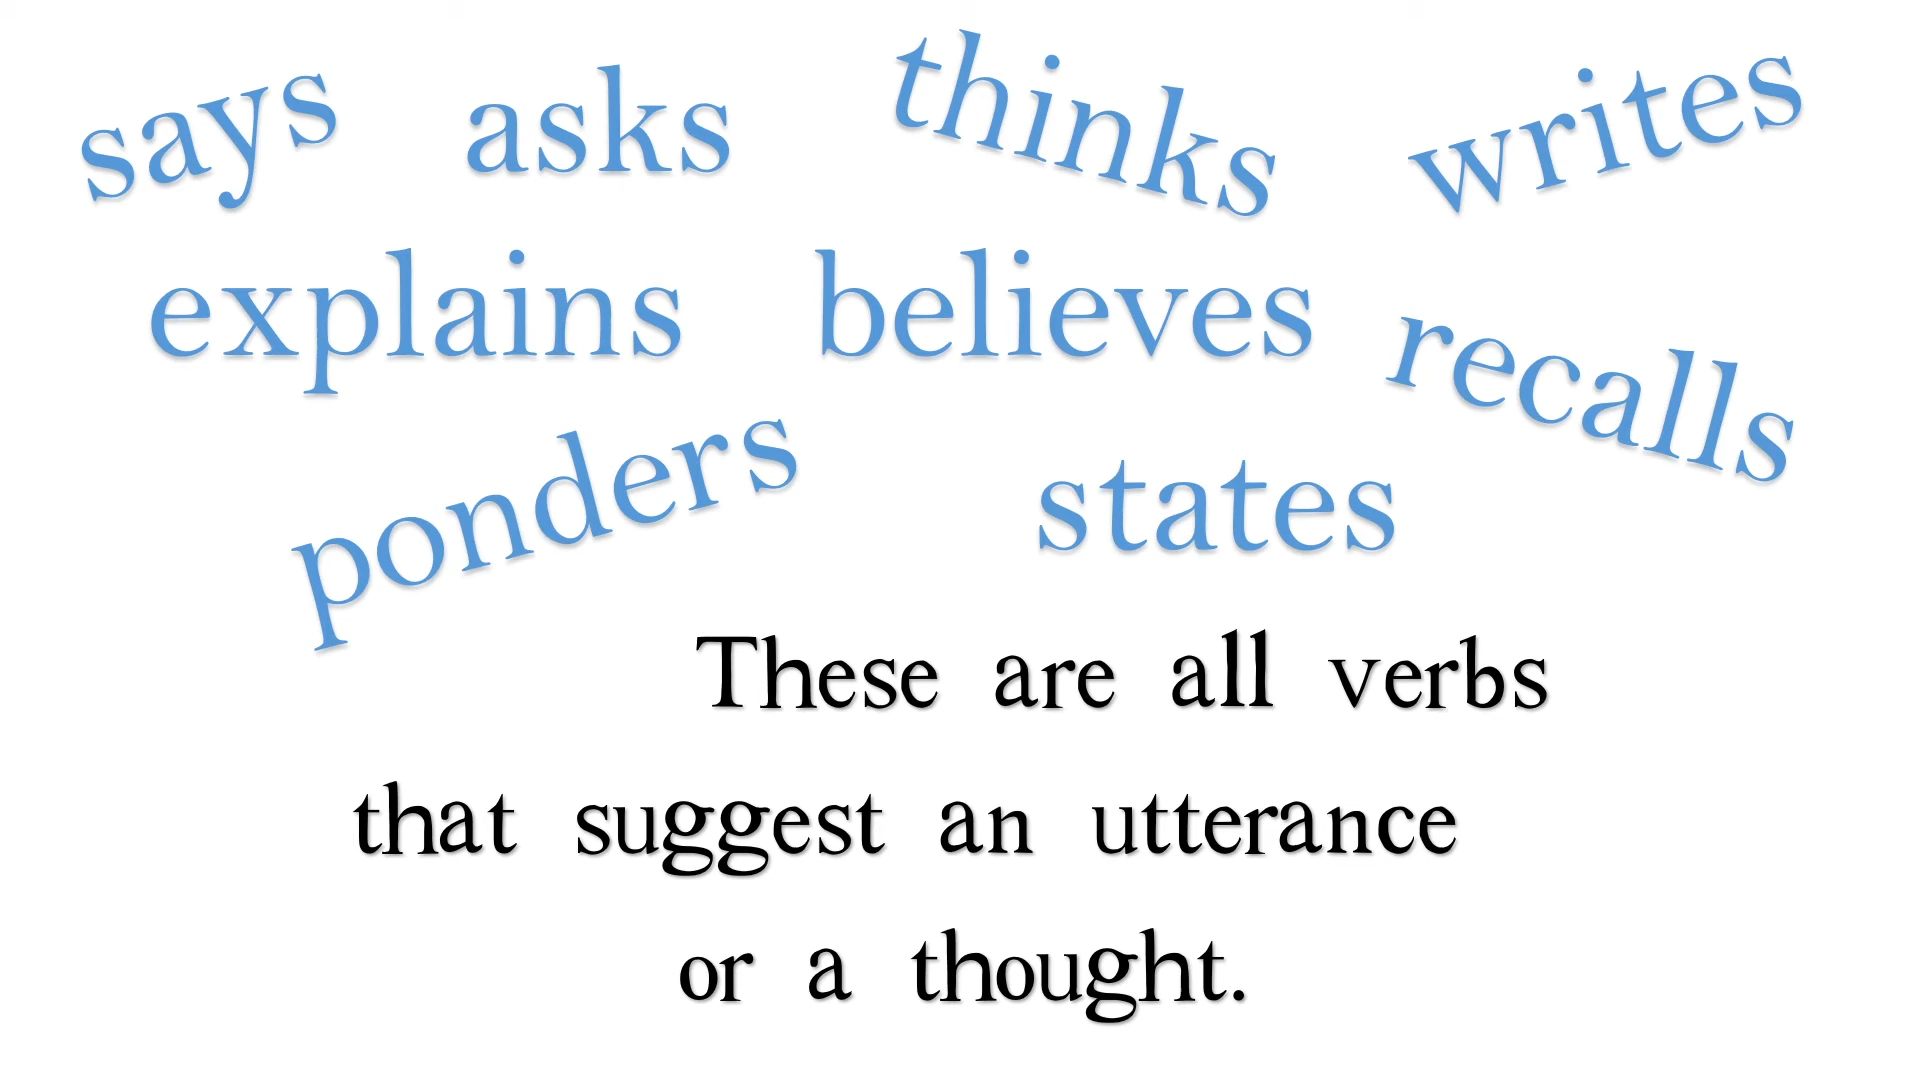 says asks thinks writes
explains believes recalls
ponders states
These are all verbs
that suggest an utterance
or a thought.